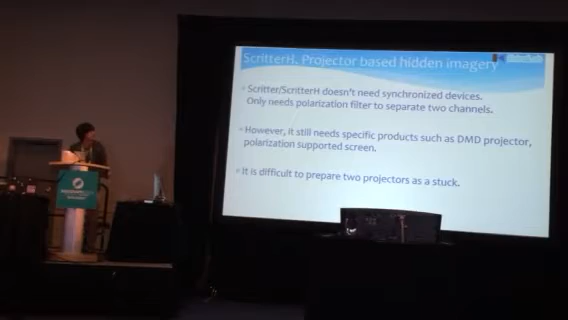 ScritterH, Projector based hidden imagery
Scritter/ScritterH doesn't need synchronized devices.
Only needs polarization filter to separate two channels.
However, it still needs specific products such as DMD projector,
polarization supported screen.
It is difficult to prepare two projectors as a stuck.